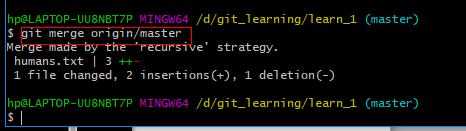 hp@LAPTOP-UU8NBT7P MINGW64 /d/git_learning/learn_1 (master)
$ git merge origin/master
Merge made by the 'recursive' strategy.
 humans.txt | 3 ++-
 1 file changed, 2 insertions(+), 1 deletion(-)
hp@LAPTOP-UU8NBT7P MINGW64 /d/git_learning/learn_1 (master)
$